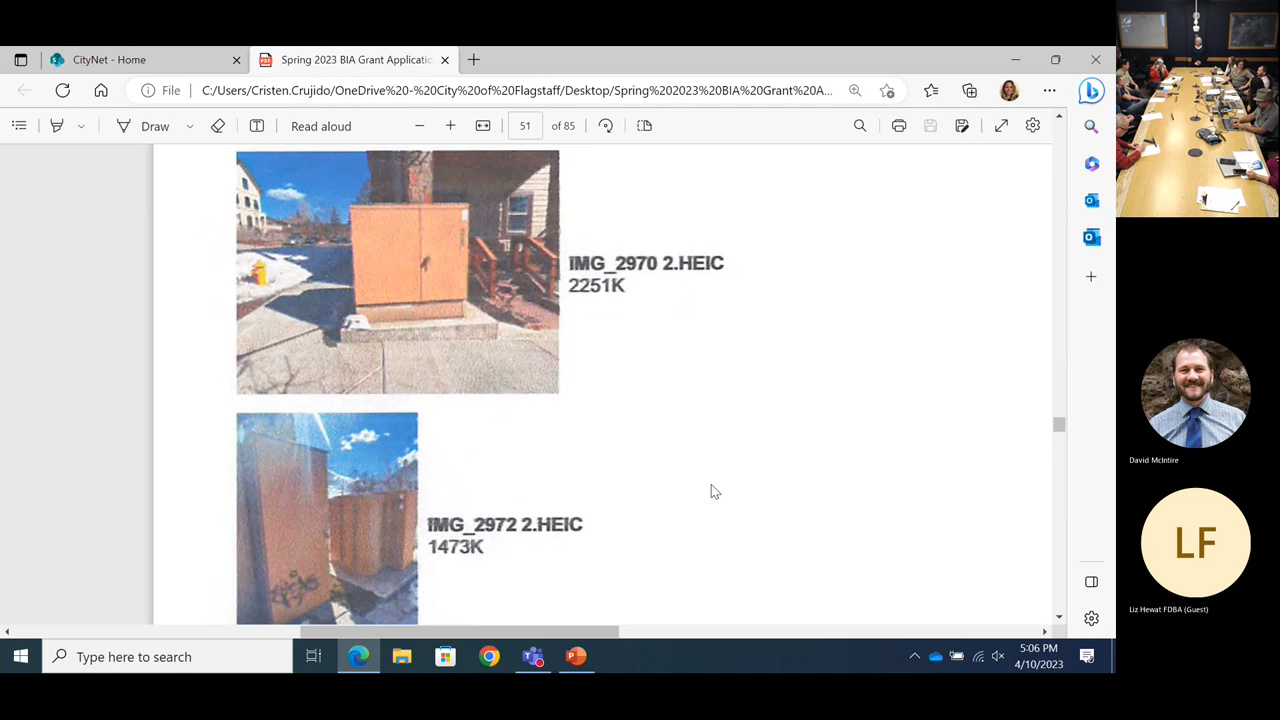 CityNet - Home
Spring 2023 BIA Grant Applicatio
File
C:/Users/Cristen.Crujido/OneDrive%20-%20City%20of%20Flagstaff/Desktop/Spring%202023%20BIA%20Grant%20A...
Draw
Read aloud
51 of 85
IMG_2970 2.HEIC
2251K
IMG_2972 2.HEIC
1473K
David McIntire
LF
Liz Hewat FDBA (Guest)
Type here to search
5:06 PM
4/10/2023